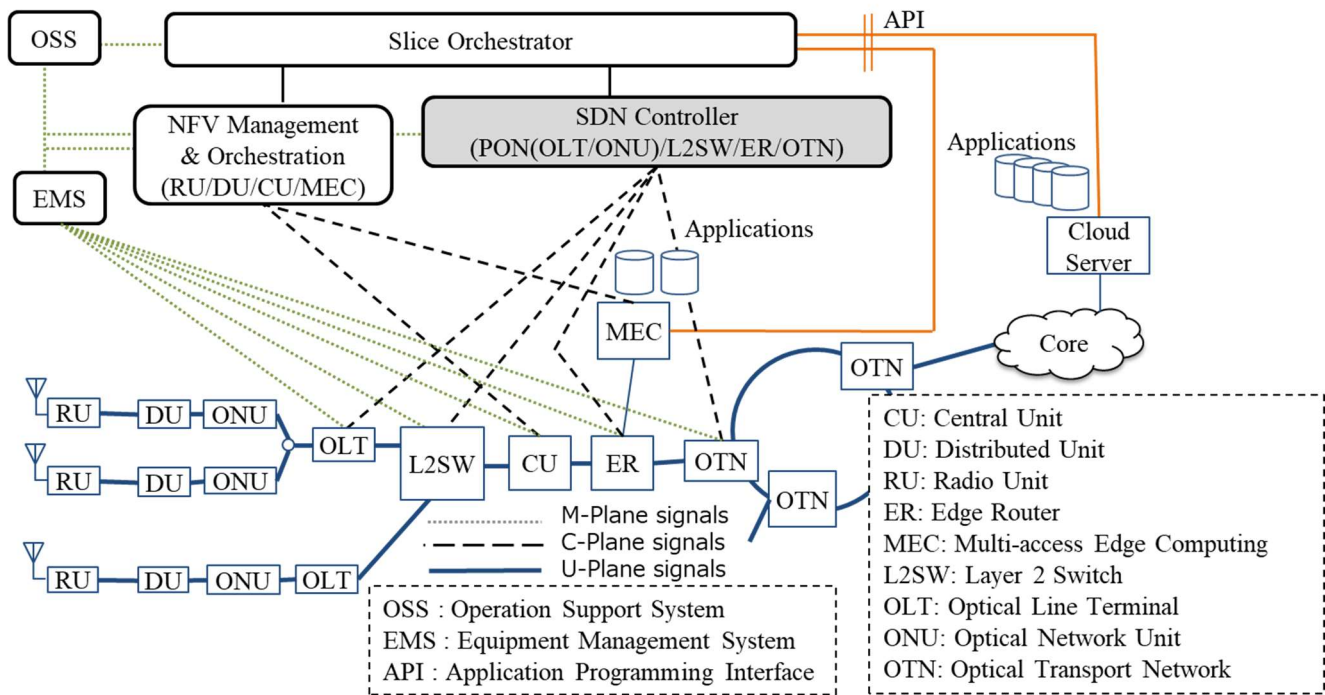 OSS
Slice Orchestrator
API
NFV Management
& Orchestration
(RU/DU/CU/MEC)
SDN Controller
(PON(OLT/ONU)/L2SW/ER/OTN)
Applications
EMS
Applications
Cloud
Server
MEC
Core
OTN
RU
DU
ONU
OLT
L2SW
CU
ER
OTN
RU
DU
ONU
OTN
RU
DU
ONU
OLT
M-Plane signals
C-Plane signals
U-Plane signals
OSS : Operation Support System
EMS : Equipment Management System
API : Application Programming Interface
CU: Central Unit
DU: Distributed Unit
RU: Radio Unit
ER: Edge Router
MEC: Multi-access Edge Computing
L2SW: Layer 2 Switch
OLT: Optical Line Terminal
ONU: Optical Network Unit
OTN: Optical Transport Network